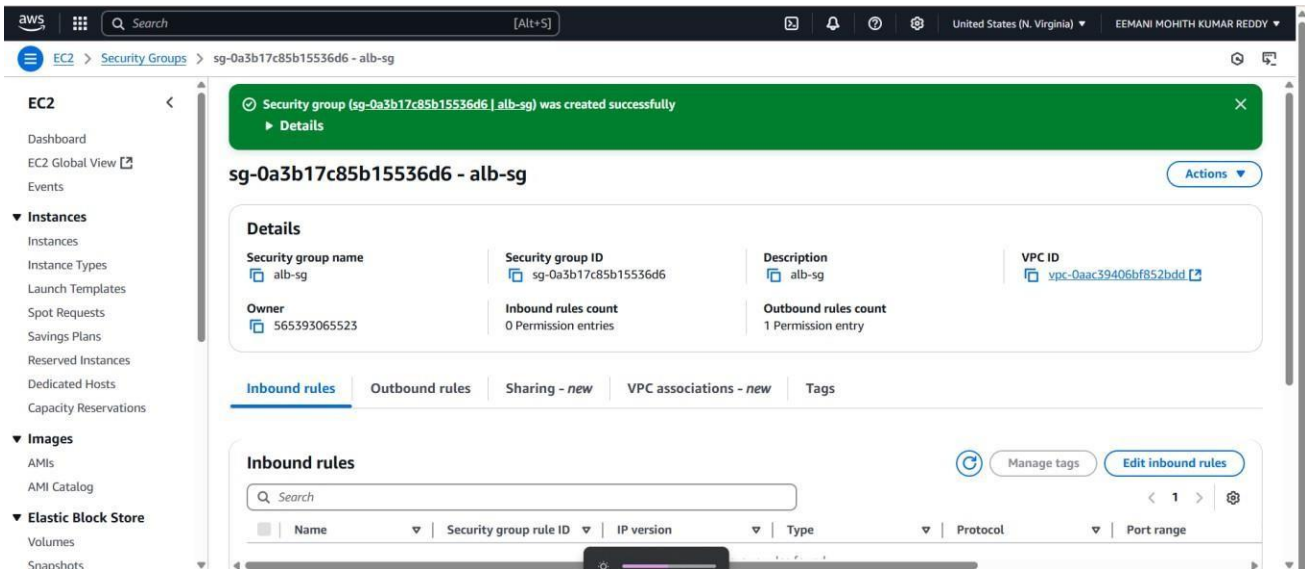 aws Search [Alt+S] United States (N. Virginia) EEMANI MOHITH KUMAR REDDY
EC2 > Security Groups > sg-0a3b17c85b15536d6 - alb-sg
EC2
Dashboard
EC2 Global View
Events
Instances
Instances
Instance Types
Launch Templates
Spot Requests
Savings Plans
Reserved Instances
Dedicated Hosts
Capacity Reservations
Images
AMIs
AMI Catalog
Elastic Block Store
Volumes
Snapshots
Security group (sg-0a3b17c85b15536d6 | alb-sg) was created successfully
Details
sg-0a3b17c85b15536d6 - alb-sg
Actions
Details
Security group name Security group ID Description VPC ID
alb-sg sg-0a3b17c85b15536d6 alb-sg vpc-0aac39406bf852bdd
Owner Inbound rules count Outbound rules count
565393065523 0 Permission entries 1 Permission entry
Inbound rules Outbound rules Sharing - new VPC associations - new Tags
Inbound rules Manage tags Edit inbound rules
Search 1
Name Security group rule ID IP version Type Protocol Port range